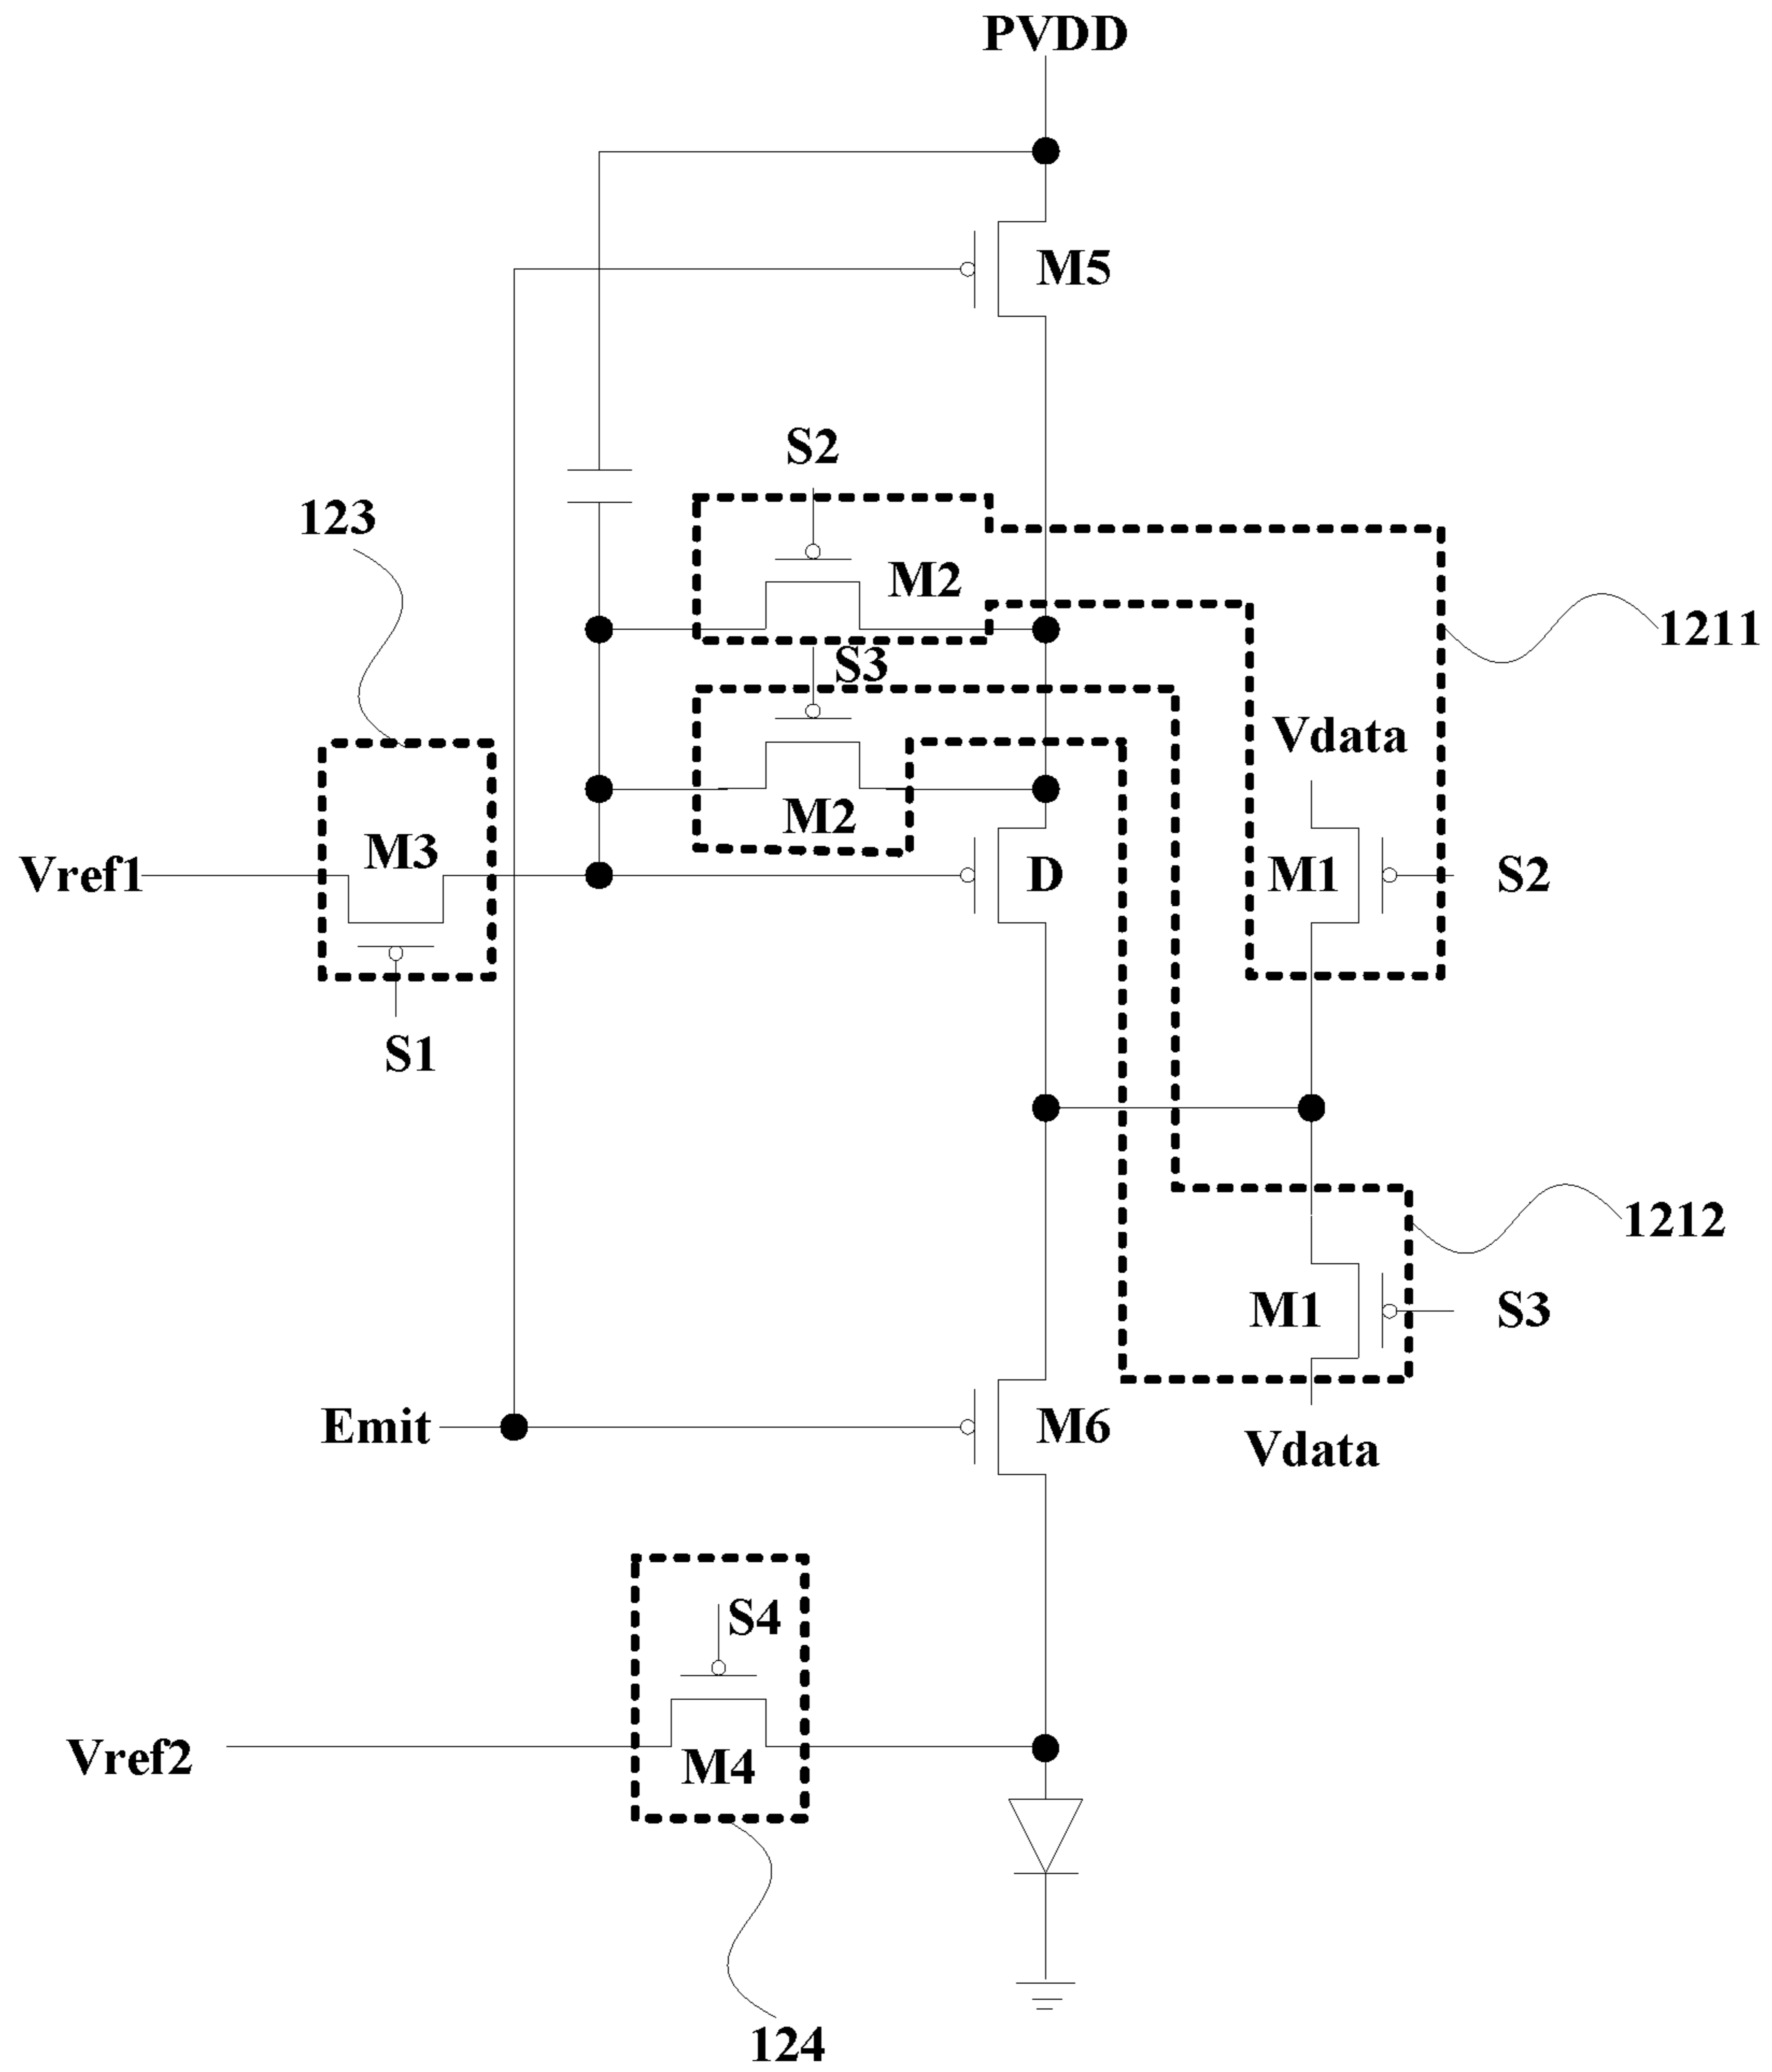 PVDD
M5
S2
123
M2
1211
S3
Vdata
M2
M3
Vref1
D
M1
S2
S1
1212
M1
S3
Emit
M6
Vdata
S4
Vref2
M4
124